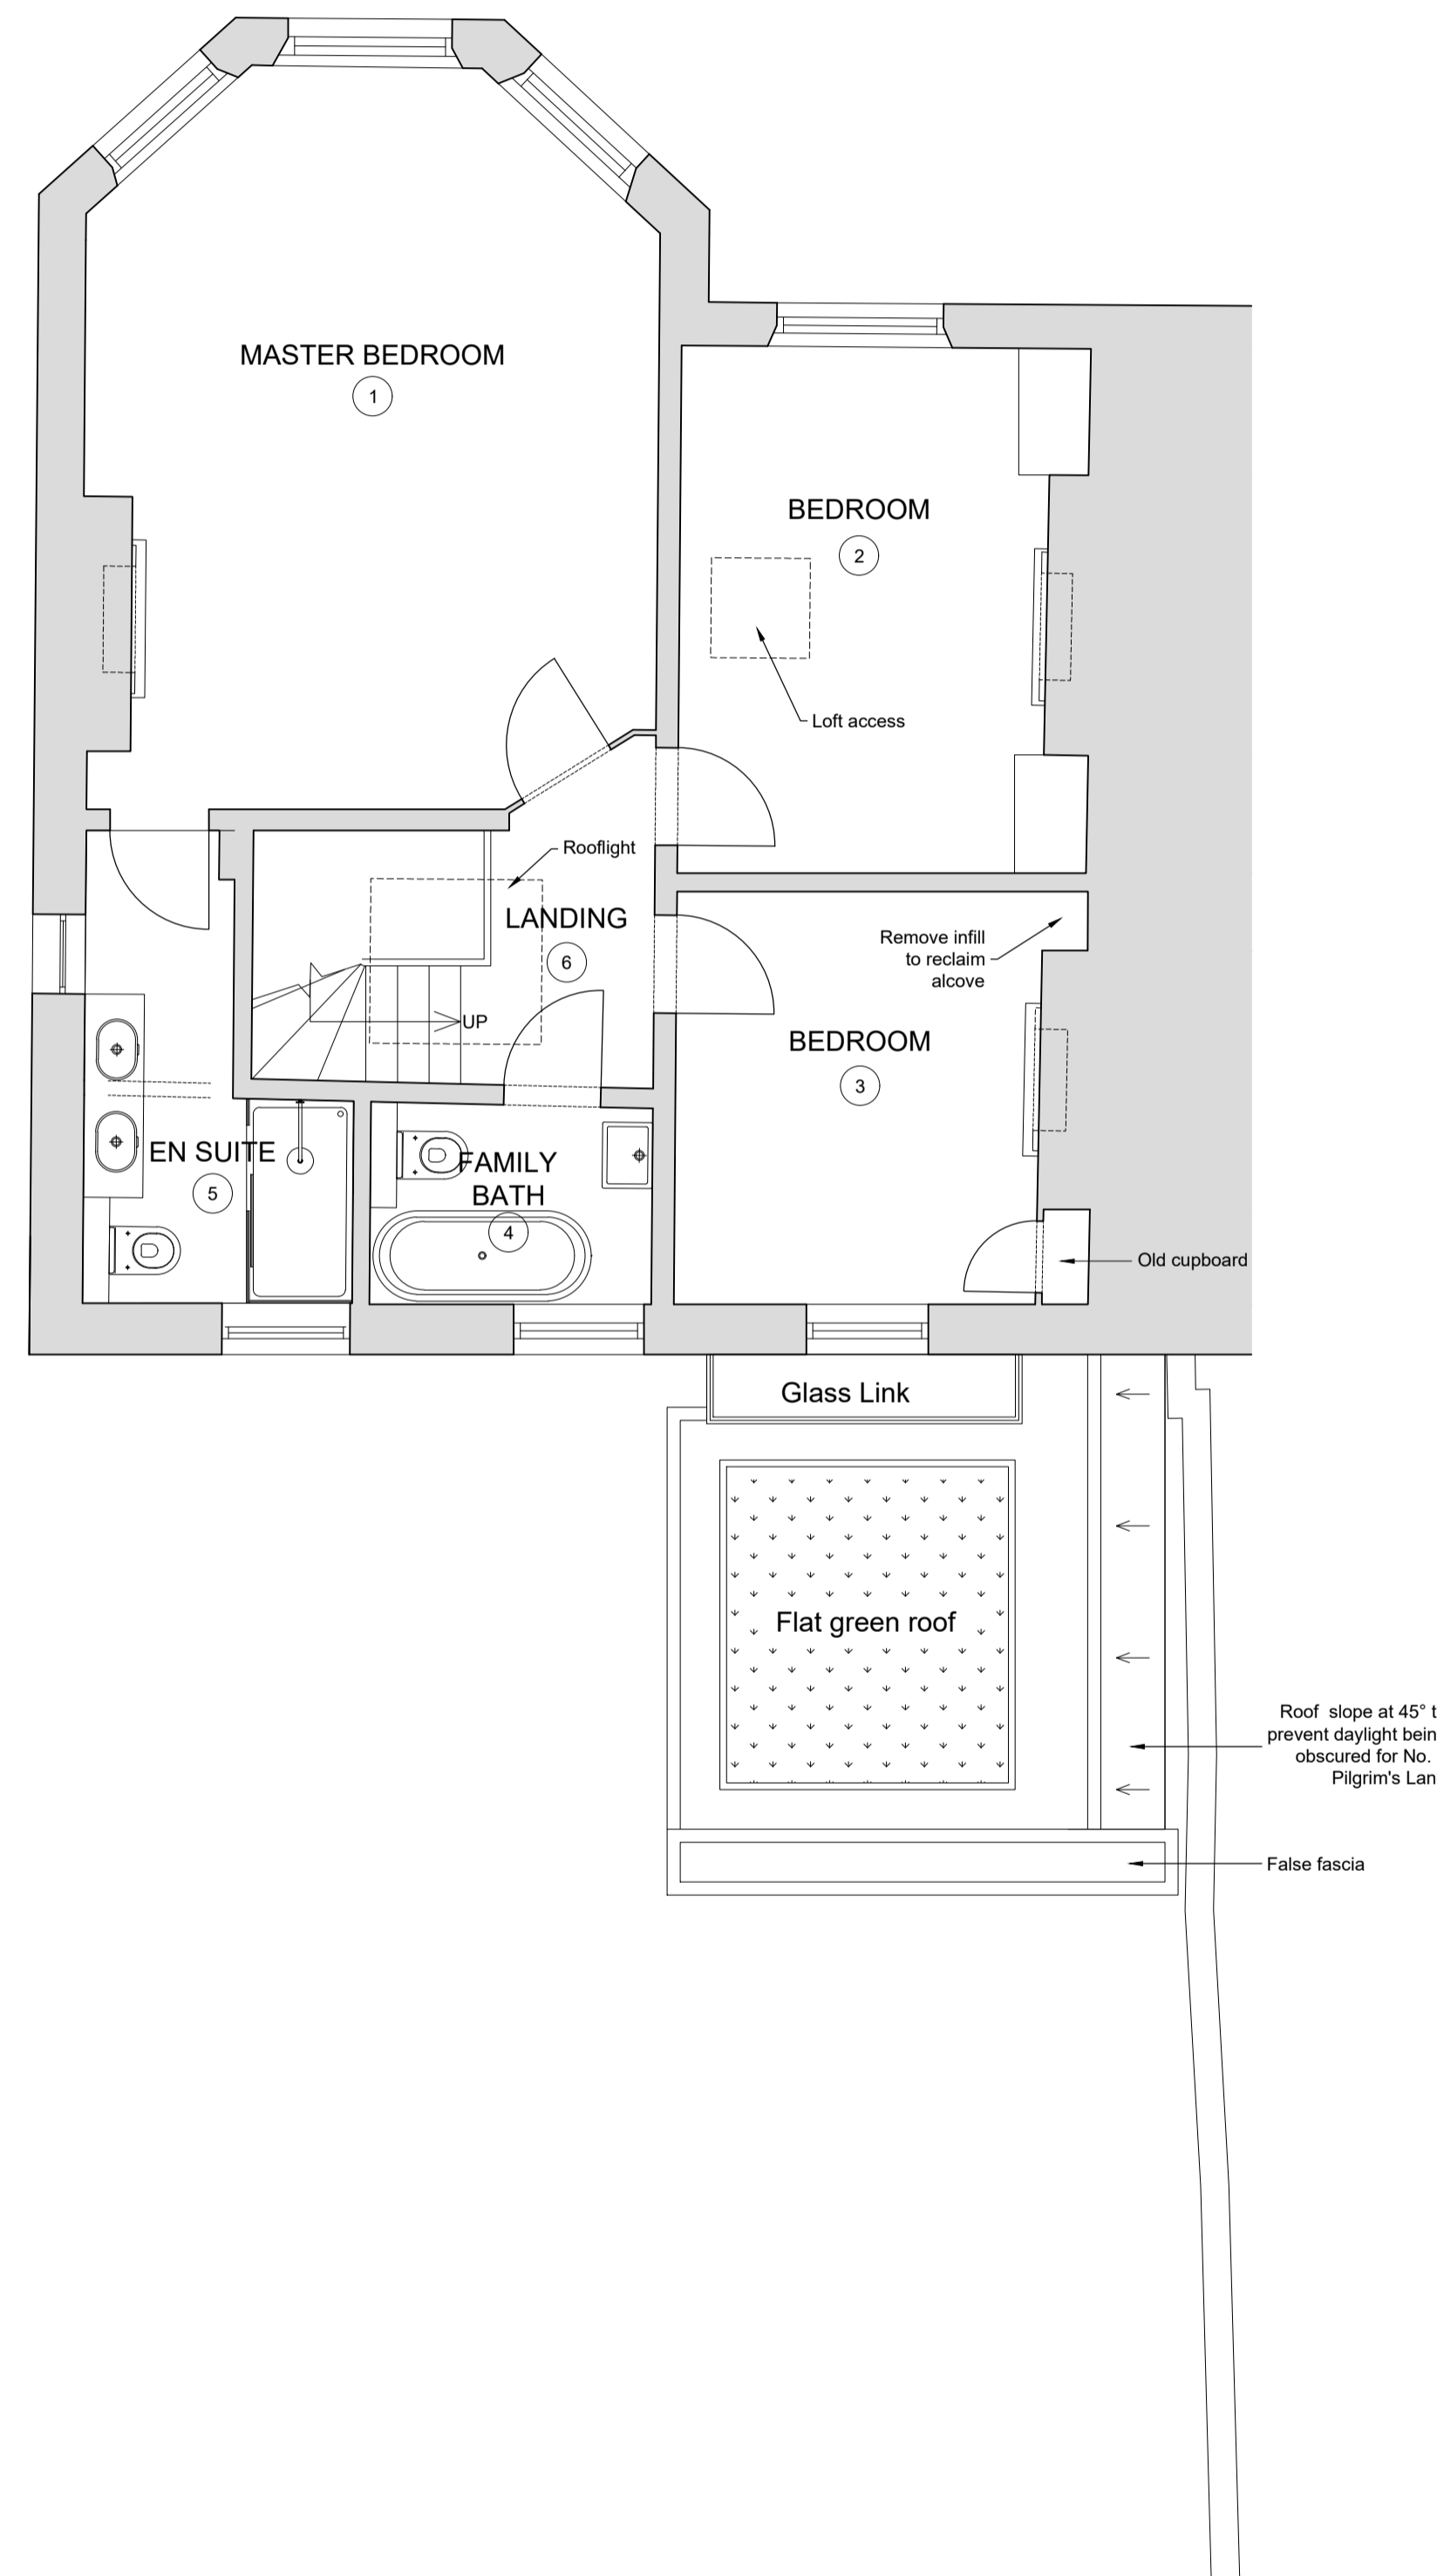 MASTER BEDROOM
1
BEDROOM
2
Loft access
Rooflight
LANDING
6
UP
Remove infill
to reclaim
alcove
BEDROOM
3
EN SUITE
5
FAMILY
BATH
4
Old cupboard
Glass Link
Flat green roof
Roof slope at 45° t
prevent daylight bein
obscured for No.
Pilgrim's Lan
False fascia